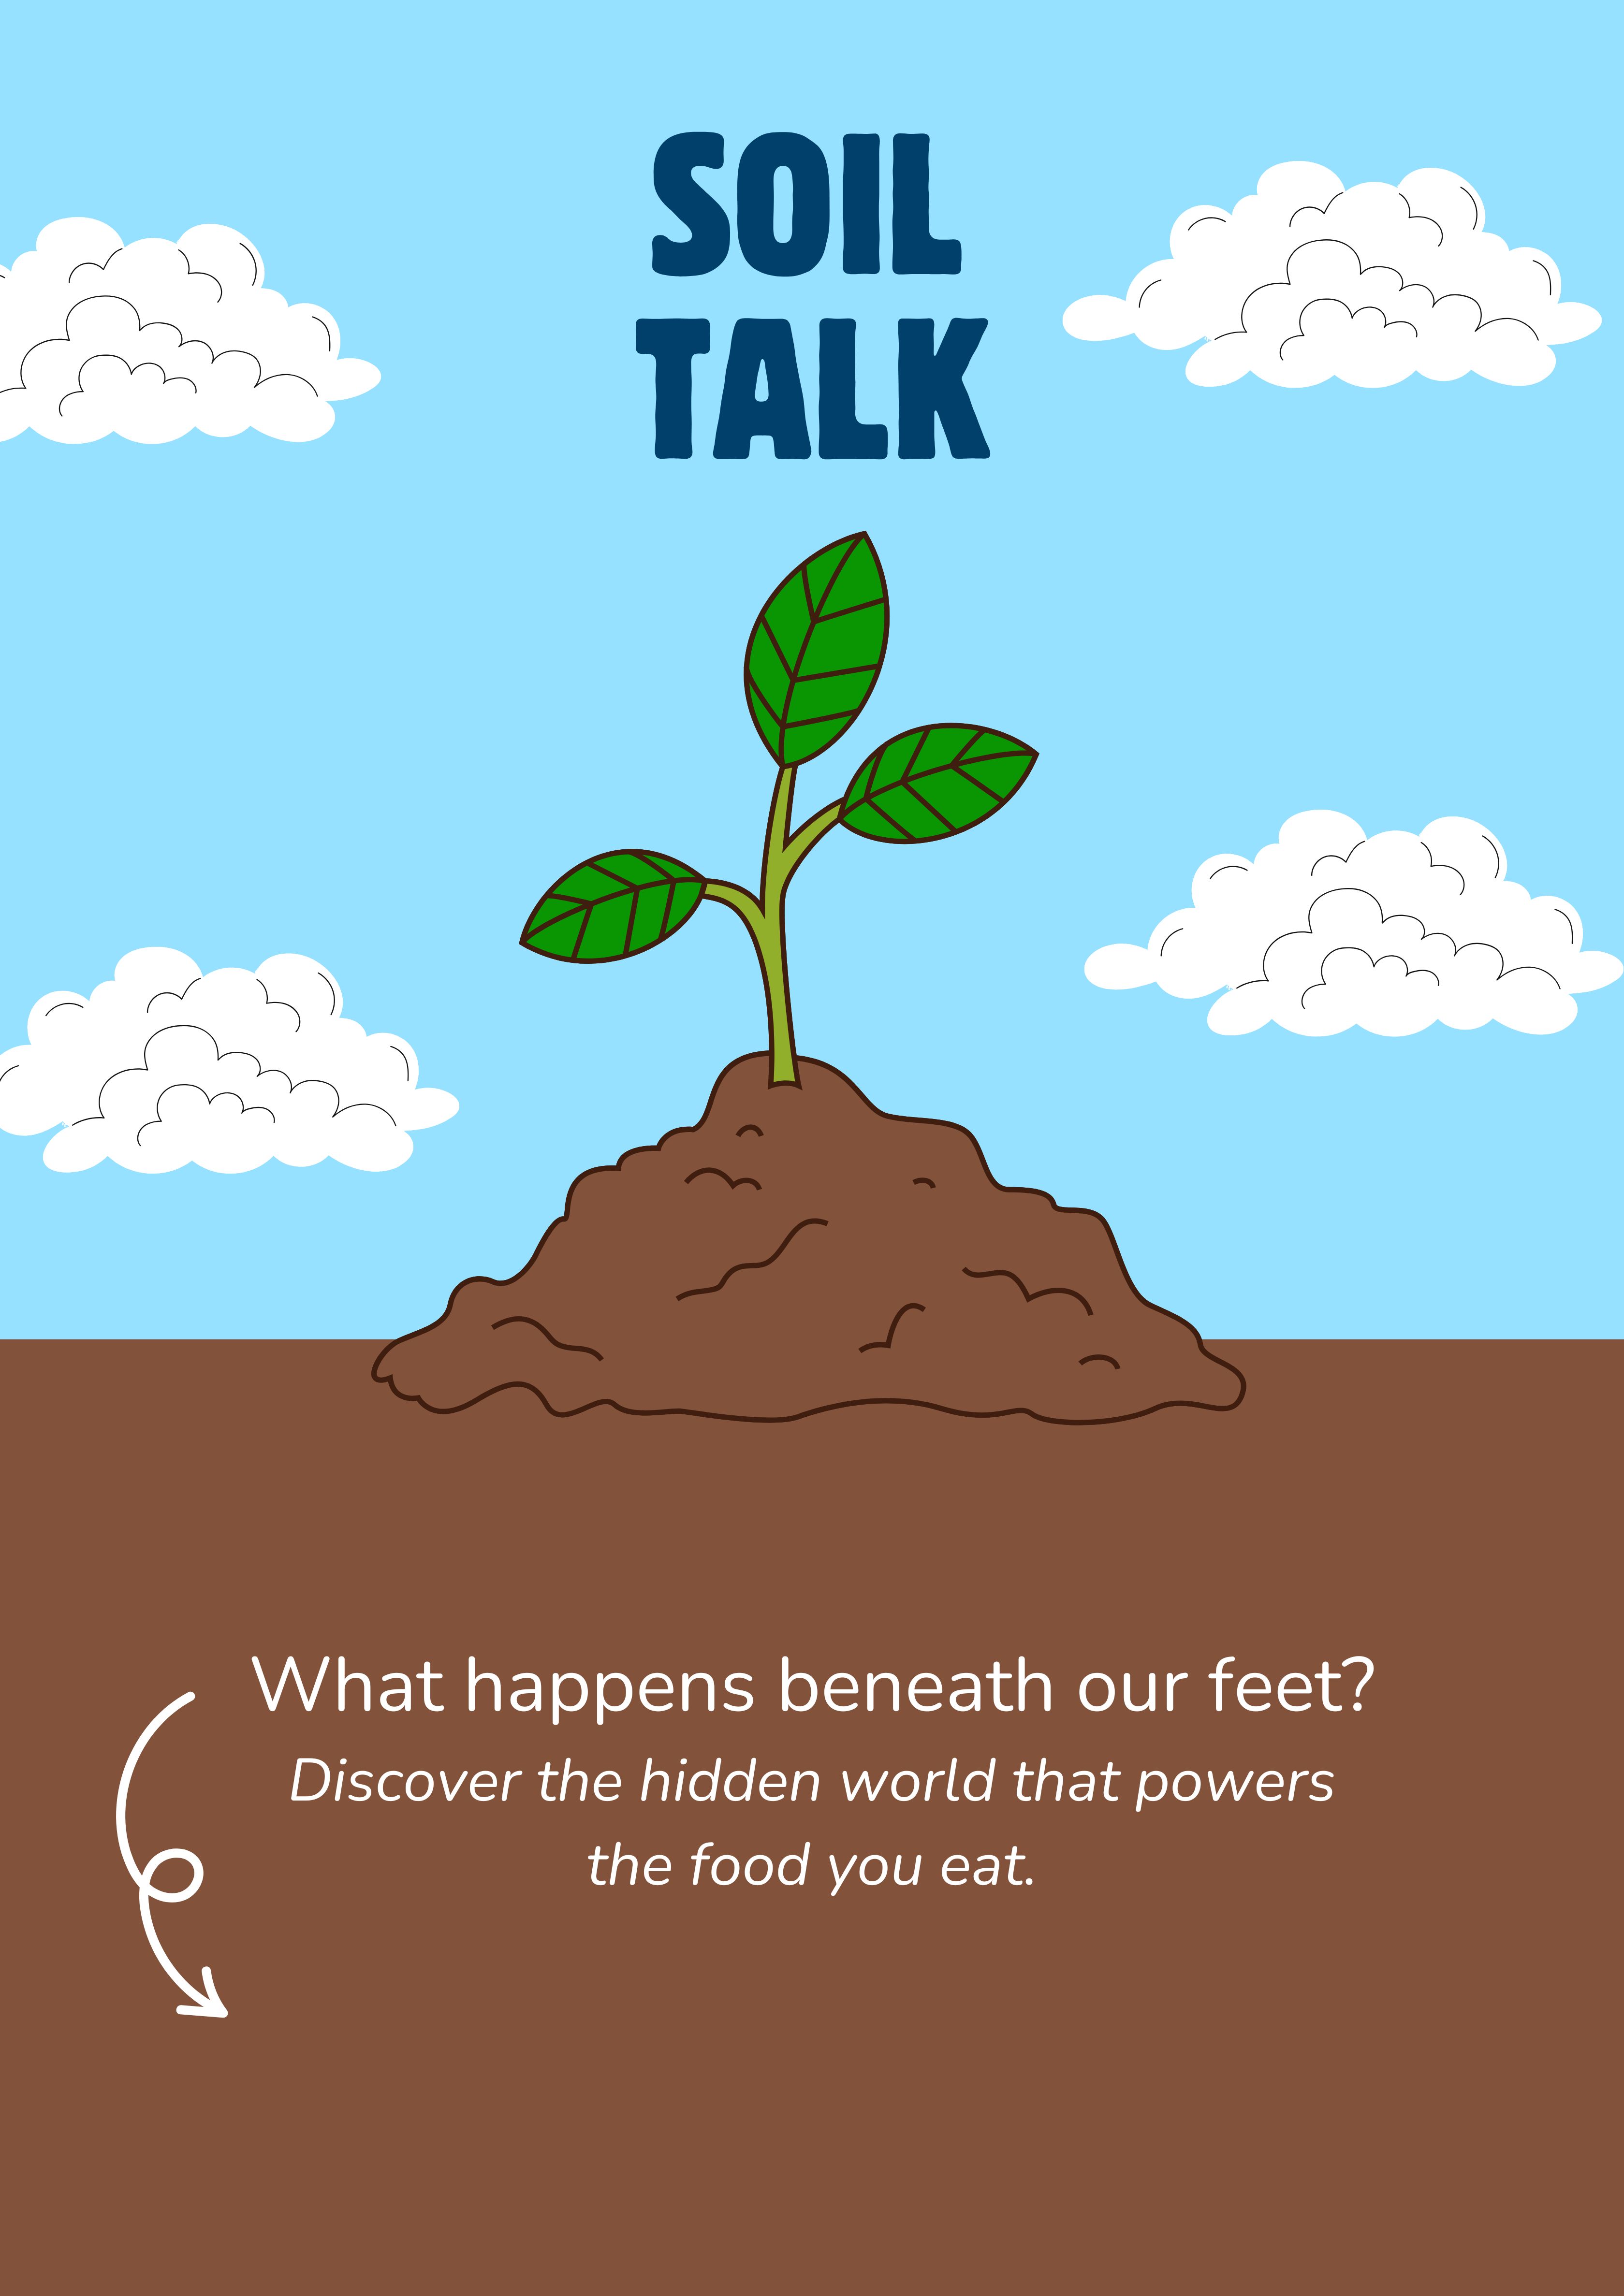 SOIL
TALK
What happens beneath our feet?
Discover the hidden world that powers
the food you eat.